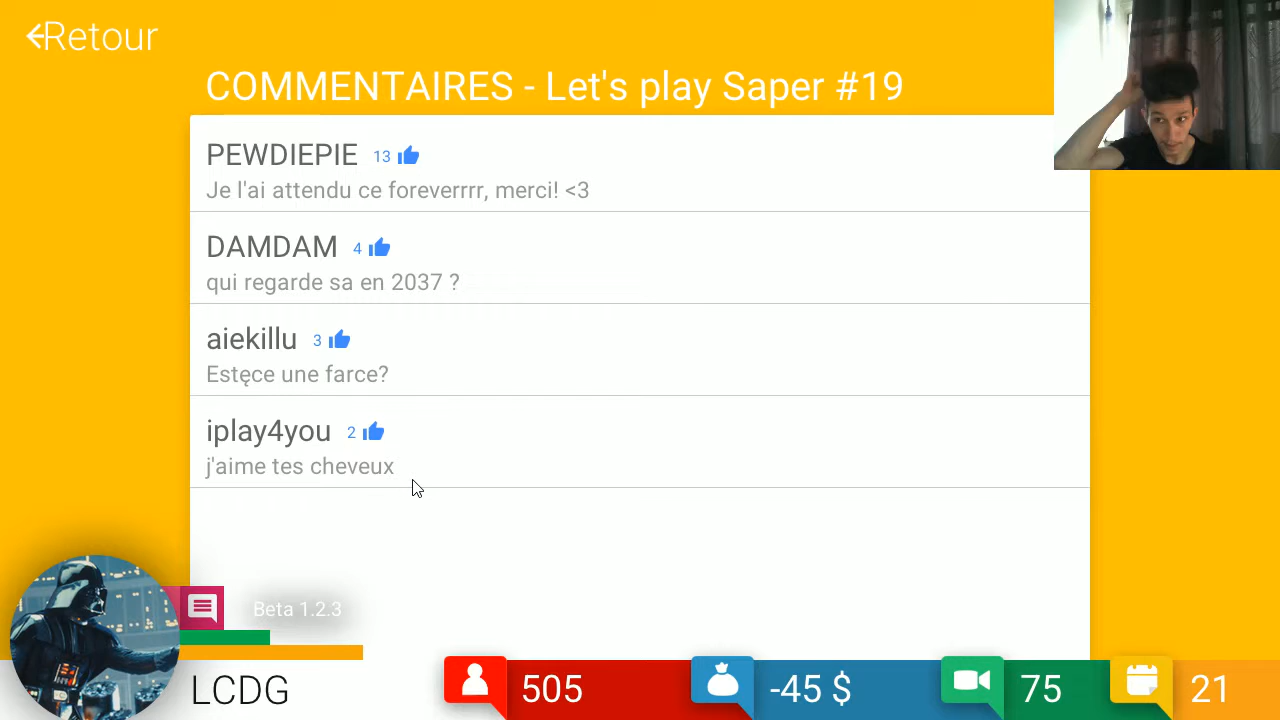 Retour
COMMENTAIRES - Let's play Saper #19
PEWDIEPIE 13
Je l'ai attendu ce foreverrrr, merci! <3
DAMDAM 4
qui regarde sa en 2037 ?
aiekillu 3
Estęce une farce?
iplay4you 2
j'aime tes cheveux
Beta 1.2.3
LCDG 505 -45 $ 75 21